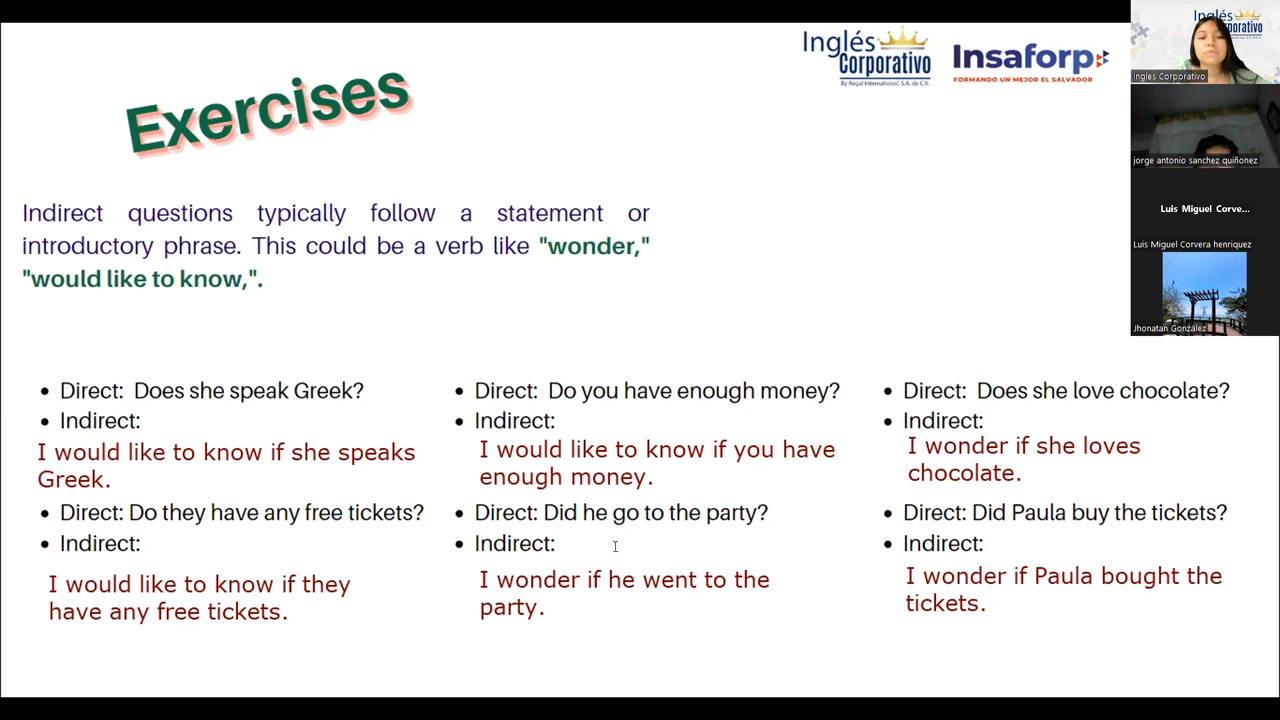 Exercises
Inglés
Corporativo
By Regal International, S.A. de C.V.
Insaforp
FORMANDO UN MEJOR EL SALVADOR
Indirect questions typically follow a statement or
introductory phrase. This could be a verb like "wonder,"
"would like to know,".
Direct: Does she speak Greek?
Indirect:
I would like to know if she speaks
Greek.
Direct: Do they have any free tickets?
Indirect:
I would like to know if they
have any free tickets.
Direct: Do you have enough money?
Indirect:
I would like to know if you have
enough money.
Direct: Did he go to the party?
Indirect:
I wonder if he went to the
party.
Direct: Does she love chocolate?
Indirect:
I wonder if she loves
chocolate.
Direct: Did Paula buy the tickets?
Indirect:
I wonder if Paula bought the
tickets.
Inglés
Corporativo
Ingles Corporativo
jorge antonio sanchez quiñonez
Luis Miguel Corve...
Luis Miguel Corvera henriquez
Jhonatan González